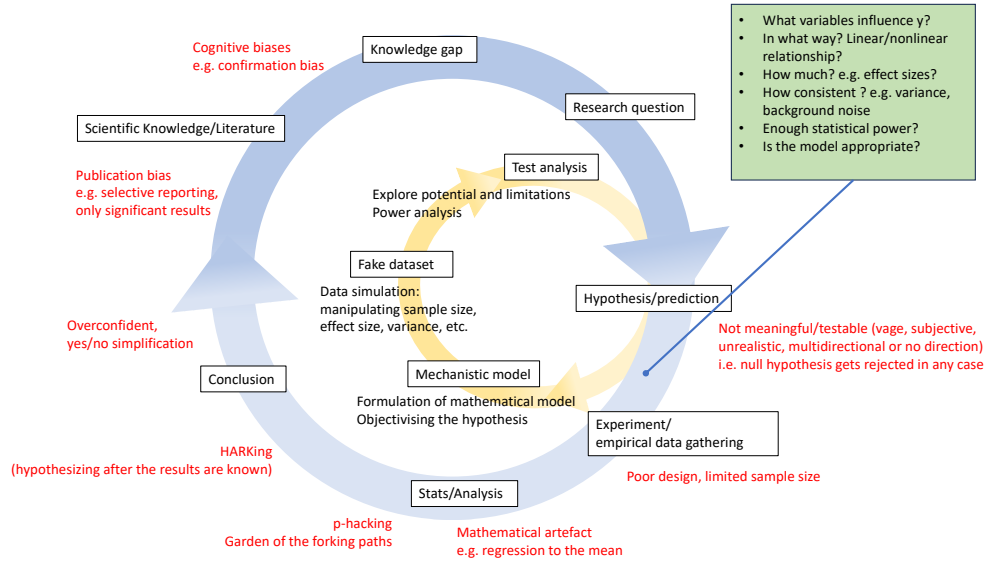 Knowledge gap
Cognitive biases
e.g. confirmation bias
Research question
Scientific Knowledge/Literature
Publication bias
e.g. selective reporting,
only significant results
• What variables influence y?
• In what way? Linear/nonlinear
relationship?
• How much? e.g. effect sizes?
• How consistent ? e.g. variance,
background noise
• Enough statistical power?
• Is the model appropriate?
Test analysis
Explore potential and limitations
Power analysis
Fake dataset
Data simulation:
manipulating sample size,
effect size, variance, etc.
Hypothesis/prediction
Not meaningful/testable (vage, subjective,
unrealistic, multidirectional or no direction)
i.e. null hypothesis gets rejected in any case
Overconfident,
yes/no simplification
Conclusion
Mechanistic model
Formulation of mathematical model
Objectivising the hypothesis
Experiment/
empirical data gathering
Poor design, limited sample size
HARKing
(hypothesizing after the results are known)
Stats/Analysis
p-hacking
Garden of the forking paths
Mathematical artefact
e.g. regression to the mean